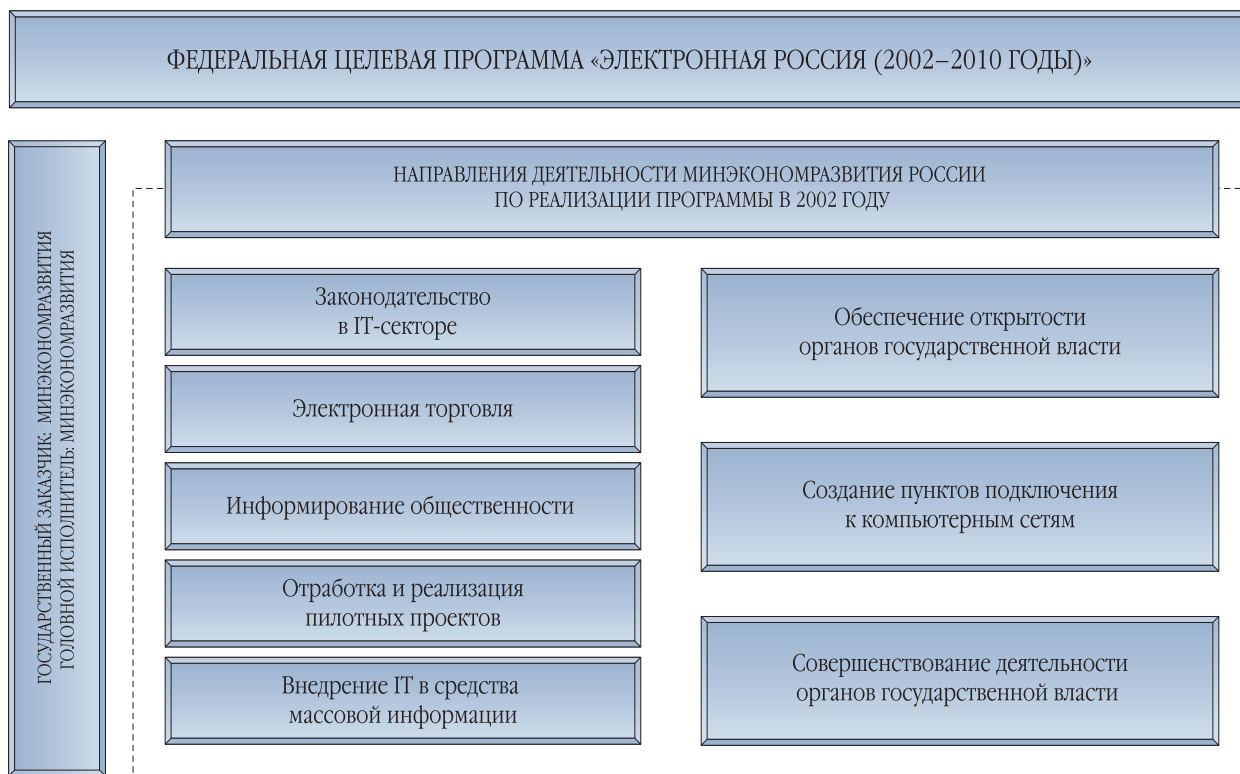 ФЕДЕРАЛЬНАЯ ЦЕЛЕВАЯ ПРОГРАММА «ЭЛЕКТРОННАЯ РОССИЯ (2002–2010 ГОДЫ)»
ГОСУДАРСТВЕННЫЙ ЗАКАЗЧИК: МИНЭКОНОМРАЗВИТИЯ
ГОЛОВНОЙ ИСПОЛНИТЕЛЬ: МИНЭКОНОМРАЗВИТИЯ
НАПРАВЛЕНИЯ ДЕЯТЕЛЬНОСТИ МИНЭКОНОМРАЗВИТИЯ РОССИИ
ПО РЕАЛИЗАЦИИ ПРОГРАММЫ В 2002 ГОДУ
Законодательство
в IT-секторе
Электронная торговля
Информирование общественности
Отработка и реализация
пилотных проектов
Внедрение IT в средства
массовой информации
Обеспечение открытости
органов государственной власти
Создание пунктов подключения
к компьютерным сетям
Совершенствование деятельности
органов государственной власти